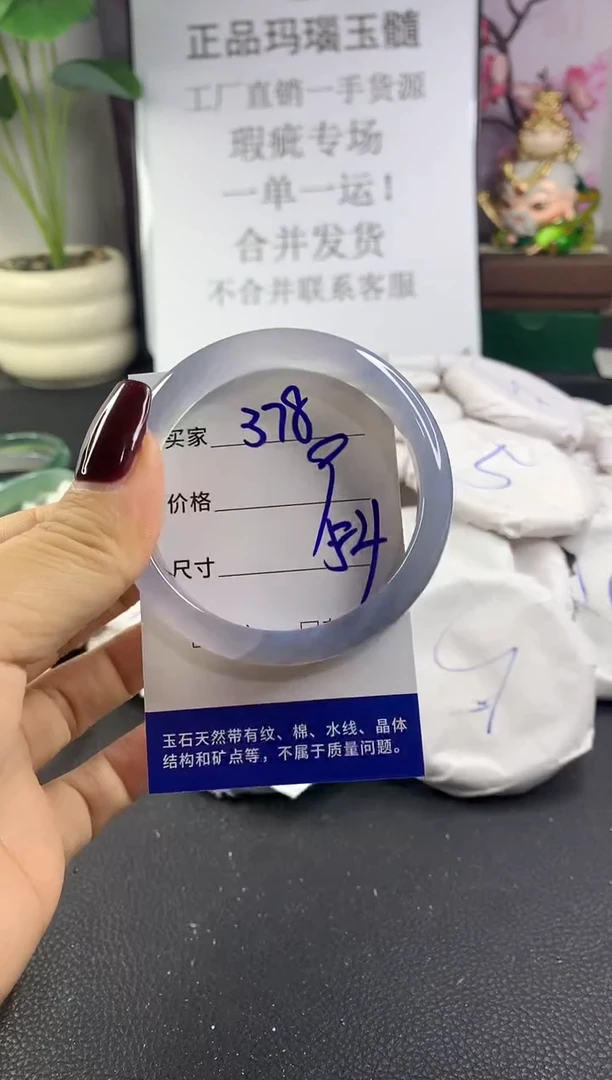 正品玛瑙玉髓
工厂直销一手货源
瑕疵专场
一单一运!
合并发货
不合并联系客服
买家 378
价格
尺寸 54
玉石天然带有纹、棉、水线、晶体
结构和矿点等，不属于质量问题。
5